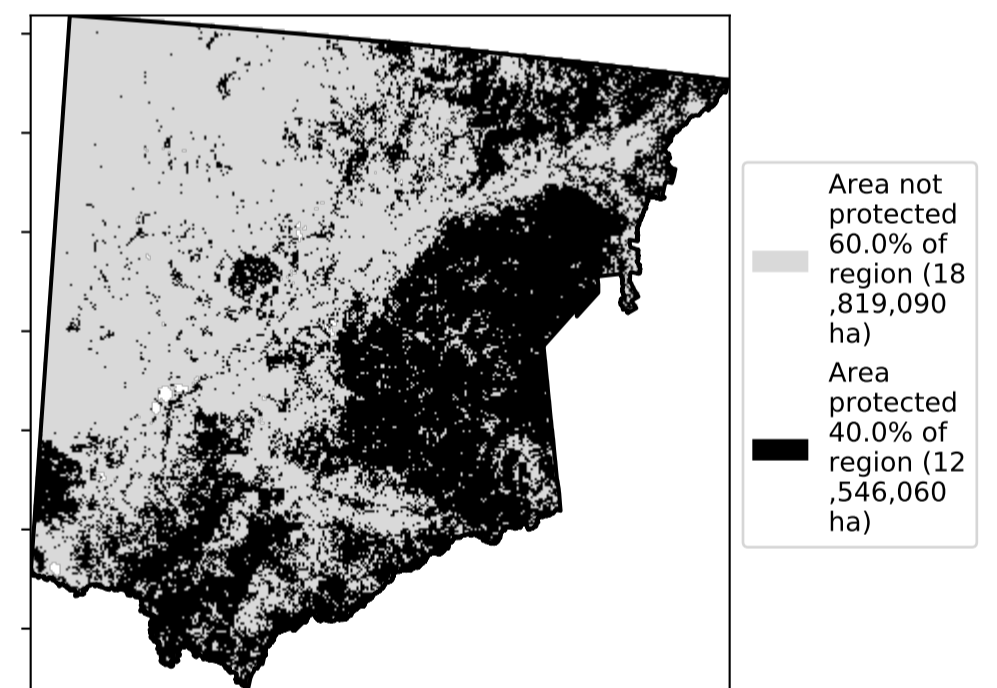 Area not
protected
60.0% of
region (18
,819,090
ha)
Area
protected
40.0% of
region (12
,546,060
ha)